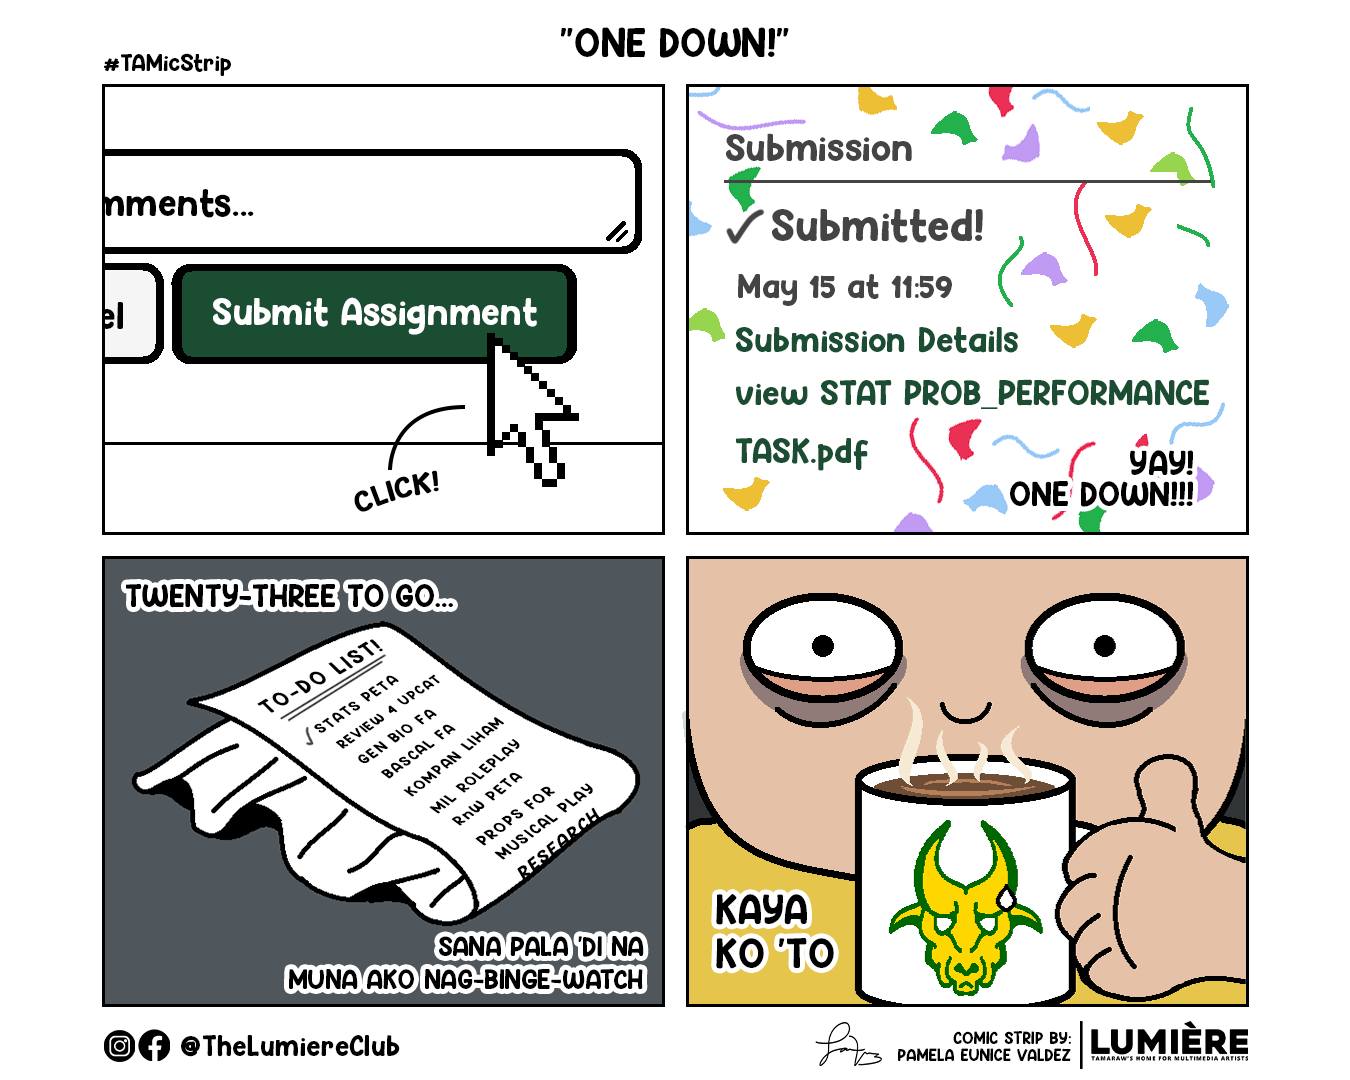 "ONE DOWN!"
#TAMicStrip
mments...
el
Submit Assignment
CLICK!
Submission
✓ Submitted!
May 15 at 11:59
Submission Details
view STAT PROB_PERFORMANCE
TASK.pdf
YAY!
ONE DOWN!!!
TWENTY-THREE TO GO...
TO-DO LIST!
✓ STATS PETA
REVIEW 4 UPCAT
GEN BIO FA
BASCAL FA
KOMPAN LIHAM
MIL ROLEPLAY
RnW PETA
PROPS FOR
MUSICAL PLAY
RESEARCH
SANA PALA 'DI NA
MUNA AKO NAG-BINGE-WATCH
KAYA
KO 'TO
@TheLumiereClub
COMIC STRIP BY:
PAMELA EUNICE VALDEZ
LUMIÈRE
TAMARAW'S HOME FOR MULTIMEDIA ARTISTS